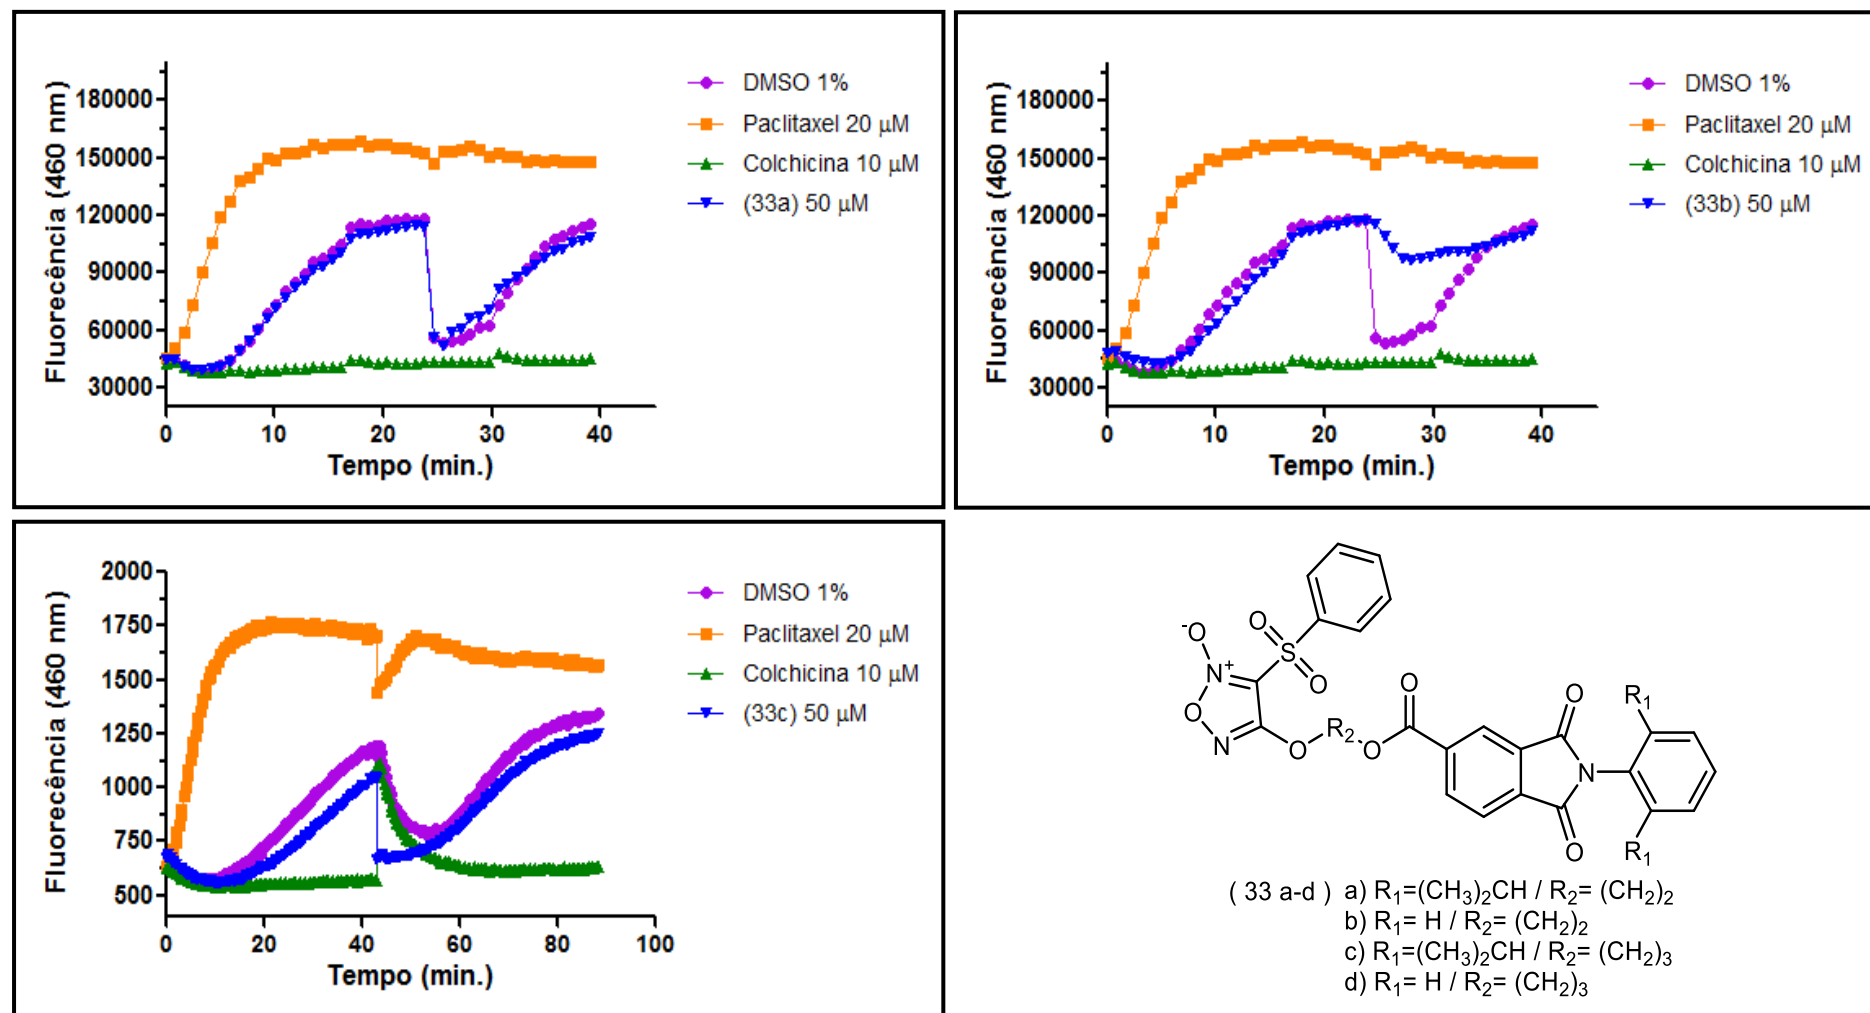 Fluorecência (460 nm)
180000
150000
120000
90000
60000
30000
0 10 20 30 40
Tempo (min.)
DMSO 1%
Paclitaxel 20 µM
Colchicina 10 µM
(33a) 50 µM
Fluorecência (460 nm)
180000
150000
120000
90000
60000
30000
0 10 20 30 40
Tempo (min.)
DMSO 1%
Paclitaxel 20 µM
Colchicina 10 µM
(33b) 50 µM
Fluorecência (460 nm)
2000
1750
1500
1250
1000
750
500
0 20 40 60 80 100
Tempo (min.)
DMSO 1%
Paclitaxel 20 µM
Colchicina 10 µM
(33c) 50 µM
-O
O
S
O
N+
O
N
O
R2
O
O
O
N
O
R1
R1
( 33 a-d ) a) R1=(CH3)2CH / R2= (CH2)2
b) R1= H / R2= (CH2)2
c) R1=(CH3)2CH / R2= (CH2)3
d) R1= H / R2= (CH2)3